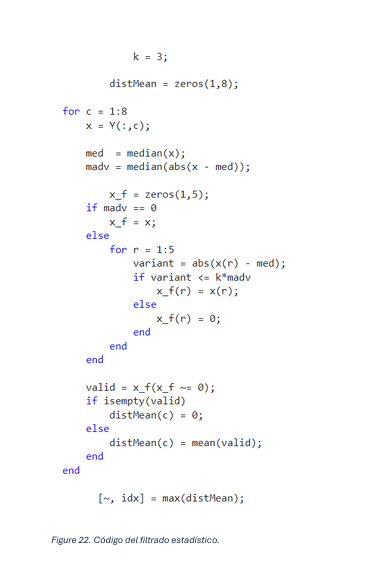 k = 3;
distMean = zeros(1,8);
for c = 1:8
x = Y(:,c);
med  = median(x);
madv = median(abs(x - med));
x_f = zeros(1,5);
if madv == 0
x_f = x;
else
for r = 1:5
variant = abs(x(r) - med);
if variant <= k*madv
x_f(r) = x(r);
else
x_f(r) = 0;
end
end
end
valid = x_f(x_f ~= 0);
if isempty(valid)
distMean(c) = 0;
else
distMean(c) = mean(valid);
end
end
[~, idx] = max(distMean);
Figure 22. Código del filtrado estadístico.